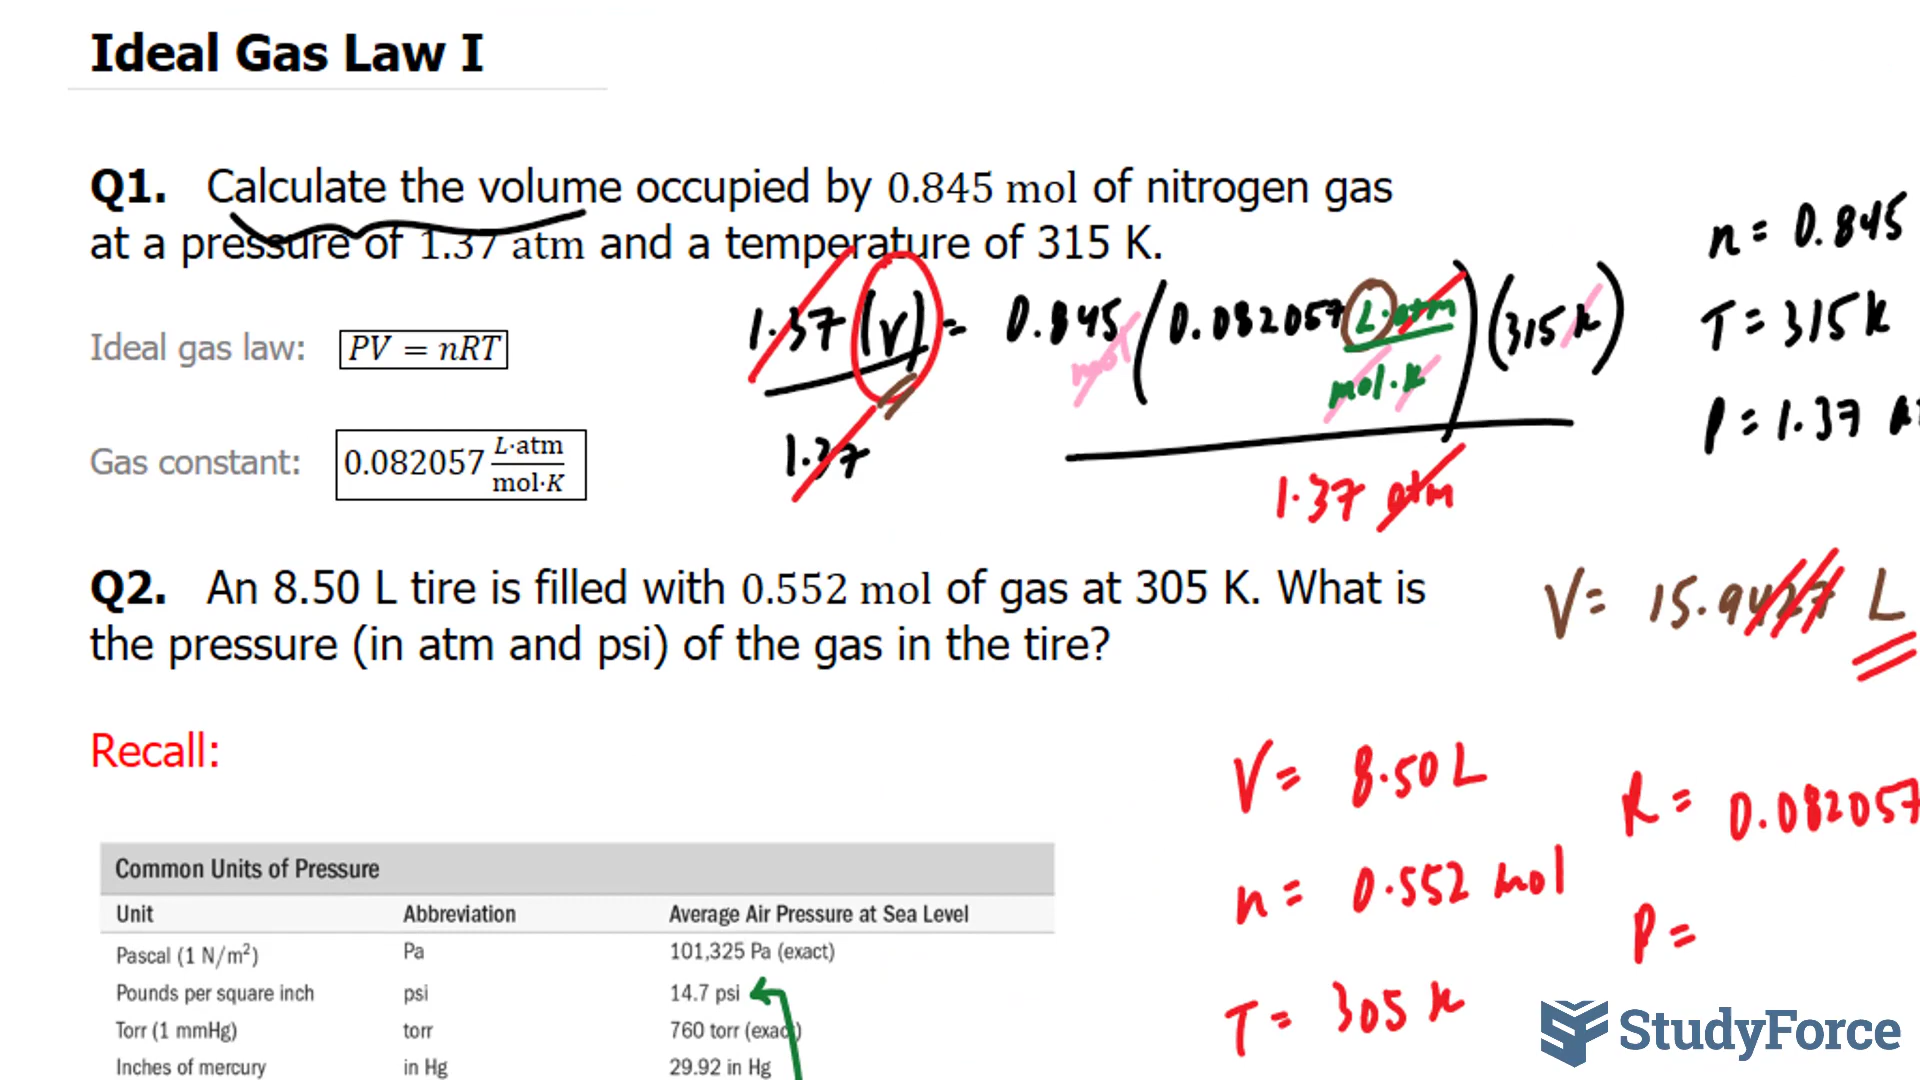 Ideal Gas Law I
Q1. Calculate the volume occupied by 0.845 mol of nitrogen gas
at a pressure of 1.37 atm and a temperature of 315 K.
n = 0.845
1.37 (V) = 0.845 mol (0.082057 L·atm / mol·K) (315 K)
T = 315 K
Ideal gas law: PV = nRT
P = 1.37
Gas constant: 0.082057 L·atm / mol·K
1.37
1.37 atm
Q2. An 8.50 L tire is filled with 0.552 mol of gas at 305 K. What is
the pressure (in atm and psi) of the gas in the tire?
V = 15.9427 L
Recall:
V = 8.50 L
R = 0.082057
Common Units of Pressure
n = 0.552 mol
Unit Abbreviation Average Air Pressure at Sea Level
P =
Pascal (1 N/m²) Pa 101,325 Pa (exact)
Pounds per square inch psi 14.7 psi
T = 305 K
Torr (1 mmHg) torr 760 torr (exact)
StudyForce
Inches of mercury in Hg 29.92 in Hg